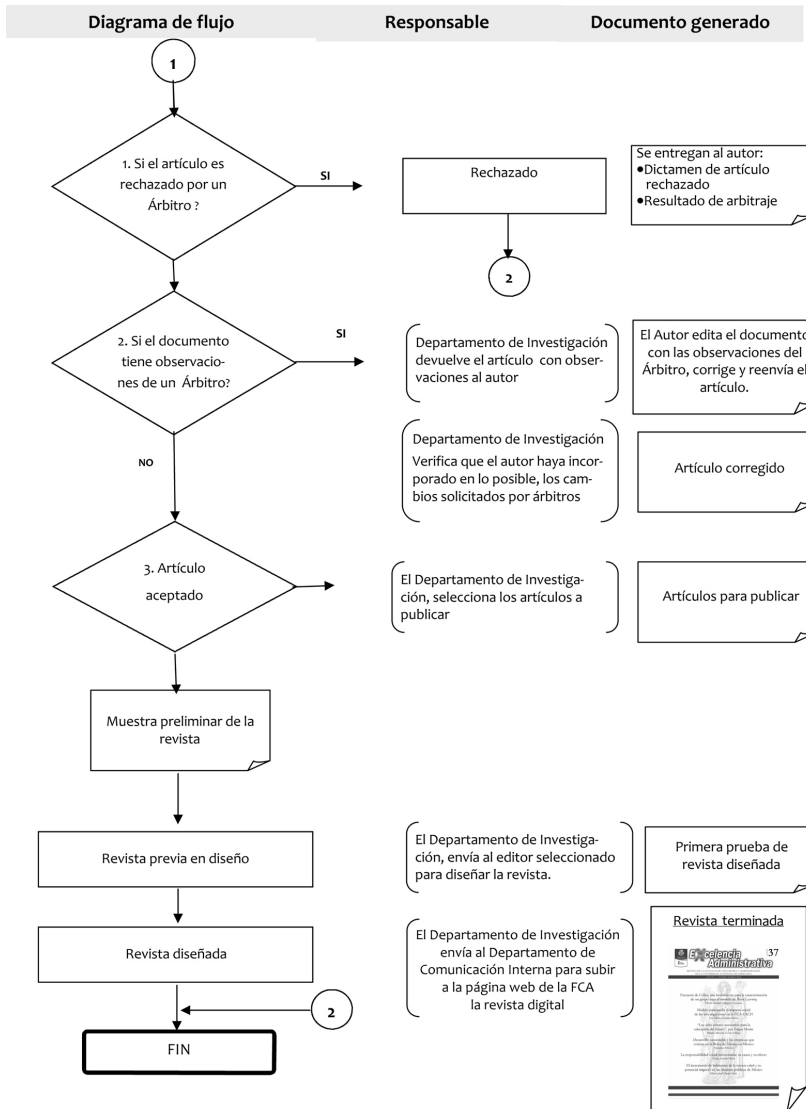 Diagrama de flujo
Responsable
Documento generado
1
1. Si el artículo es
rechazado por un
Árbitro ?
SI
Rechazado
Se entregan al autor:
●Dictamen de artículo
rechazado
●Resultado de arbitraje
2
2. Si el documento
tiene observacio-
nes de un Árbitro?
SI
Departamento de Investigación
devuelve el artículo con obser-
vaciones al autor
El Autor edita el documento
con las observaciones del
Árbitro, corrige y reenvía el
artículo.
NO
Departamento de Investigación
Verifica que el autor haya incor-
porado en lo posible, los cam-
bios solicitados por árbitros
Artículo corregido
3. Artículo
aceptado
El Departamento de Investiga-
ción, selecciona los artículos a
publicar
Artículos para publicar
Muestra preliminar de la
revista
Revista previa en diseño
El Departamento de Investiga-
ción, envía al editor seleccionado
para diseñar la revista.
Primera prueba de
revista diseñada
Revista diseñada
El Departamento de Investigación
envía al Departamento de
Comunicación Interna para subir
a la página web de la FCA
la revista digital
Revista terminada
Excelencia
Administrativa
37
2
FIN